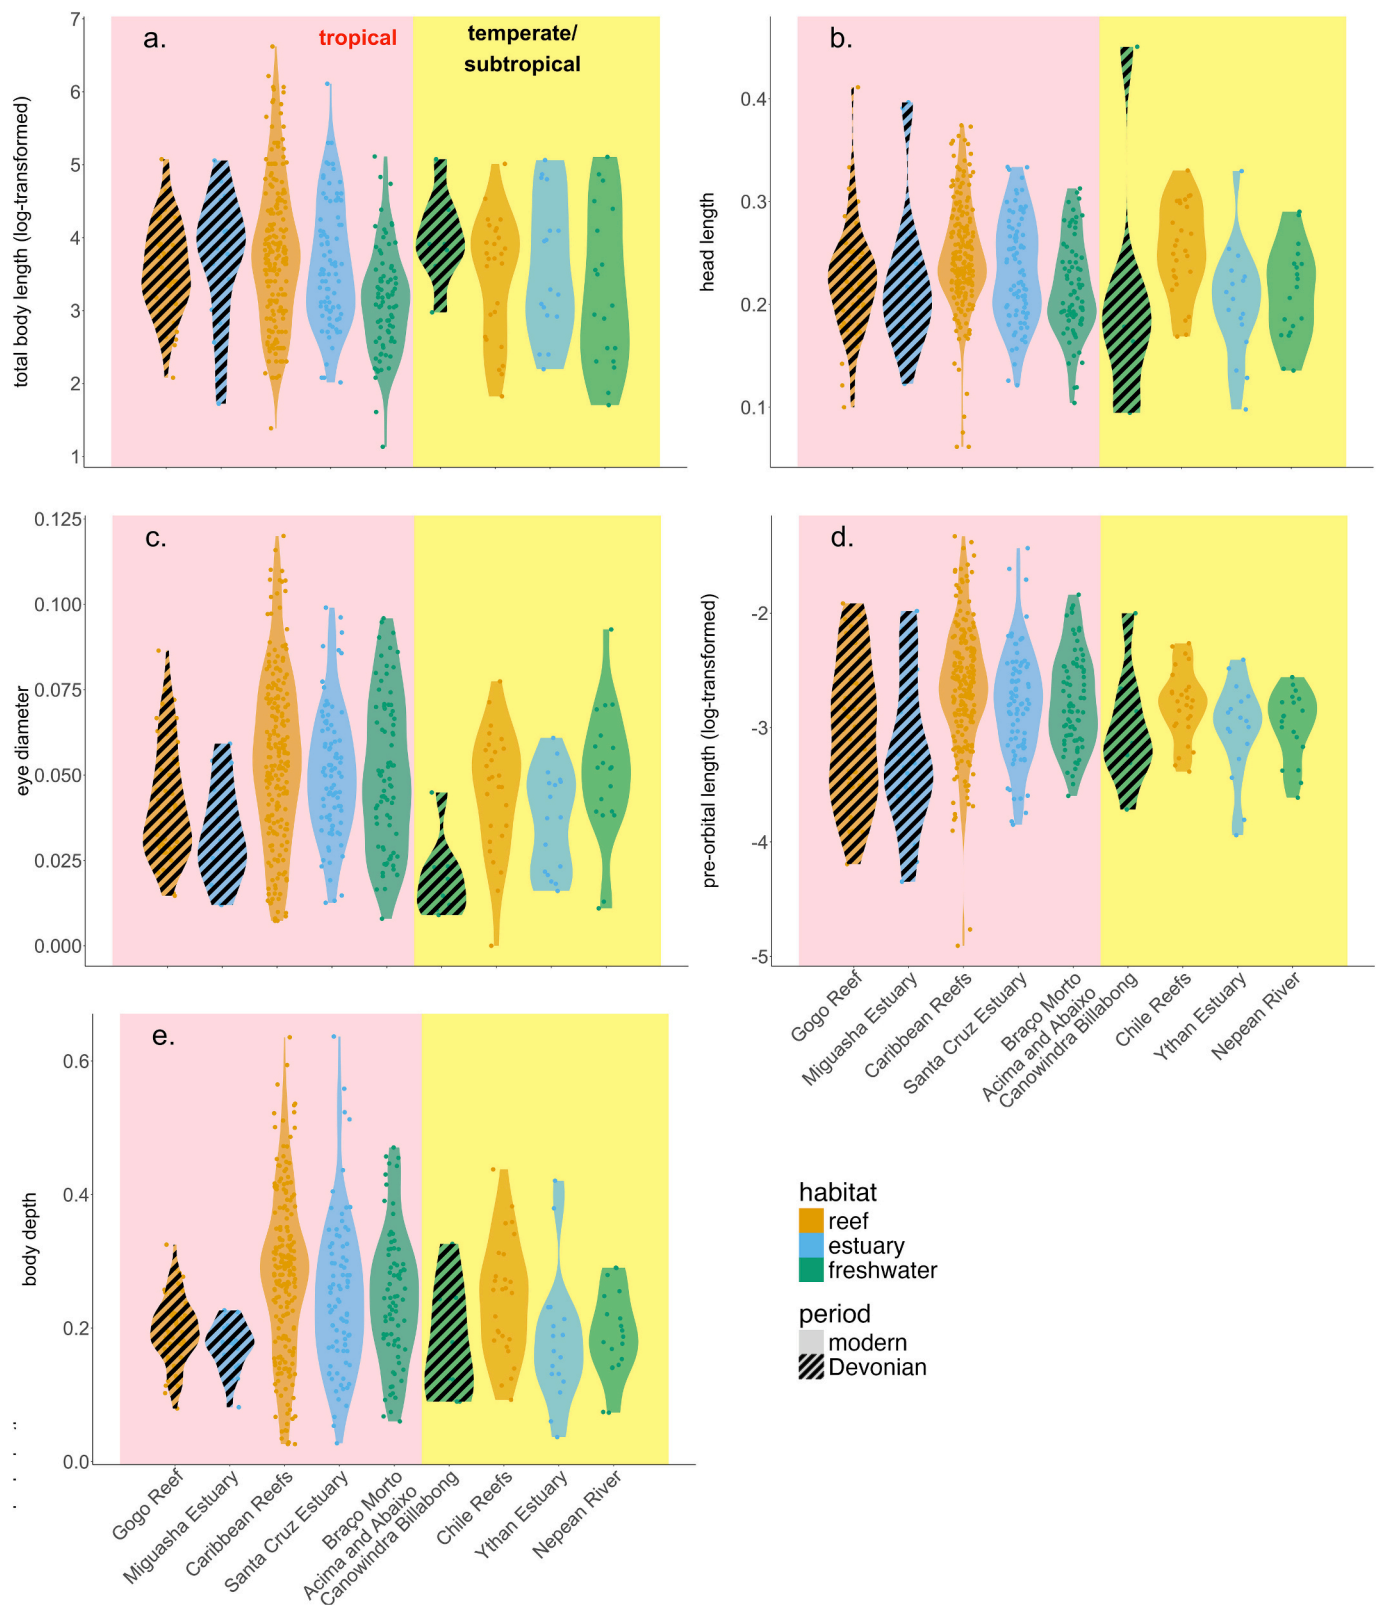 a.
tropical
temperate/
subtropical
total body length (log-transformed)
7
6
5
4
3
2
1
b.
head length
0.4
0.3
0.2
0.1
c.
eye diameter
0.125
0.100
0.075
0.050
0.025
0.000
d.
pre-orbital length (log-transformed)
-2
-3
-4
-5
Gogo Reef
Miguasha Estuary
Caribbean Reefs
Santa Cruz Estuary
Braço Morto
Acima and Abaixo
Canowindra Billabong
Chile Reefs
Ythan Estuary
Nepean River
e.
body depth
0.6
0.4
0.2
0.0
Gogo Reef
Miguasha Estuary
Caribbean Reefs
Santa Cruz Estuary
Braço Morto
Acima and Abaixo
Canowindra Billabong
Chile Reefs
Ythan Estuary
Nepean River
habitat
reef
estuary
freshwater
period
modern
Devonian